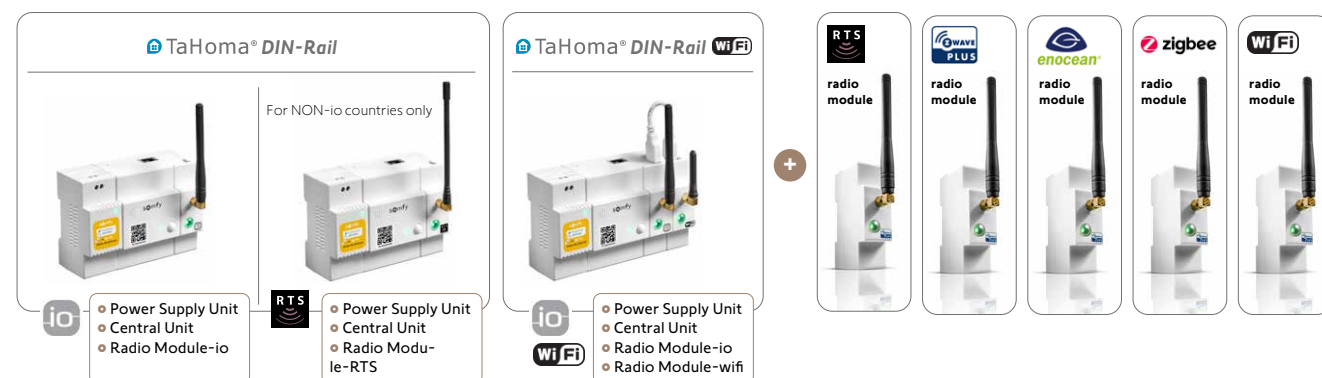 TaHoma® DIN-Rail
For NON-io countries only
somfy
somfy
io
Power Supply Unit
Central Unit
Radio Module-io
RTS
Power Supply Unit
Central Unit
Radio Modu-
le-RTS
TaHoma® DIN-Rail WiFi
somfy
io
WiFi
Power Supply Unit
Central Unit
Radio Module-io
Radio Module-wifi
+
RTS
radio
module
Z WAVE
PLUS
radio
module
enocean®
radio
module
zigbee
radio
module
WiFi
radio
module